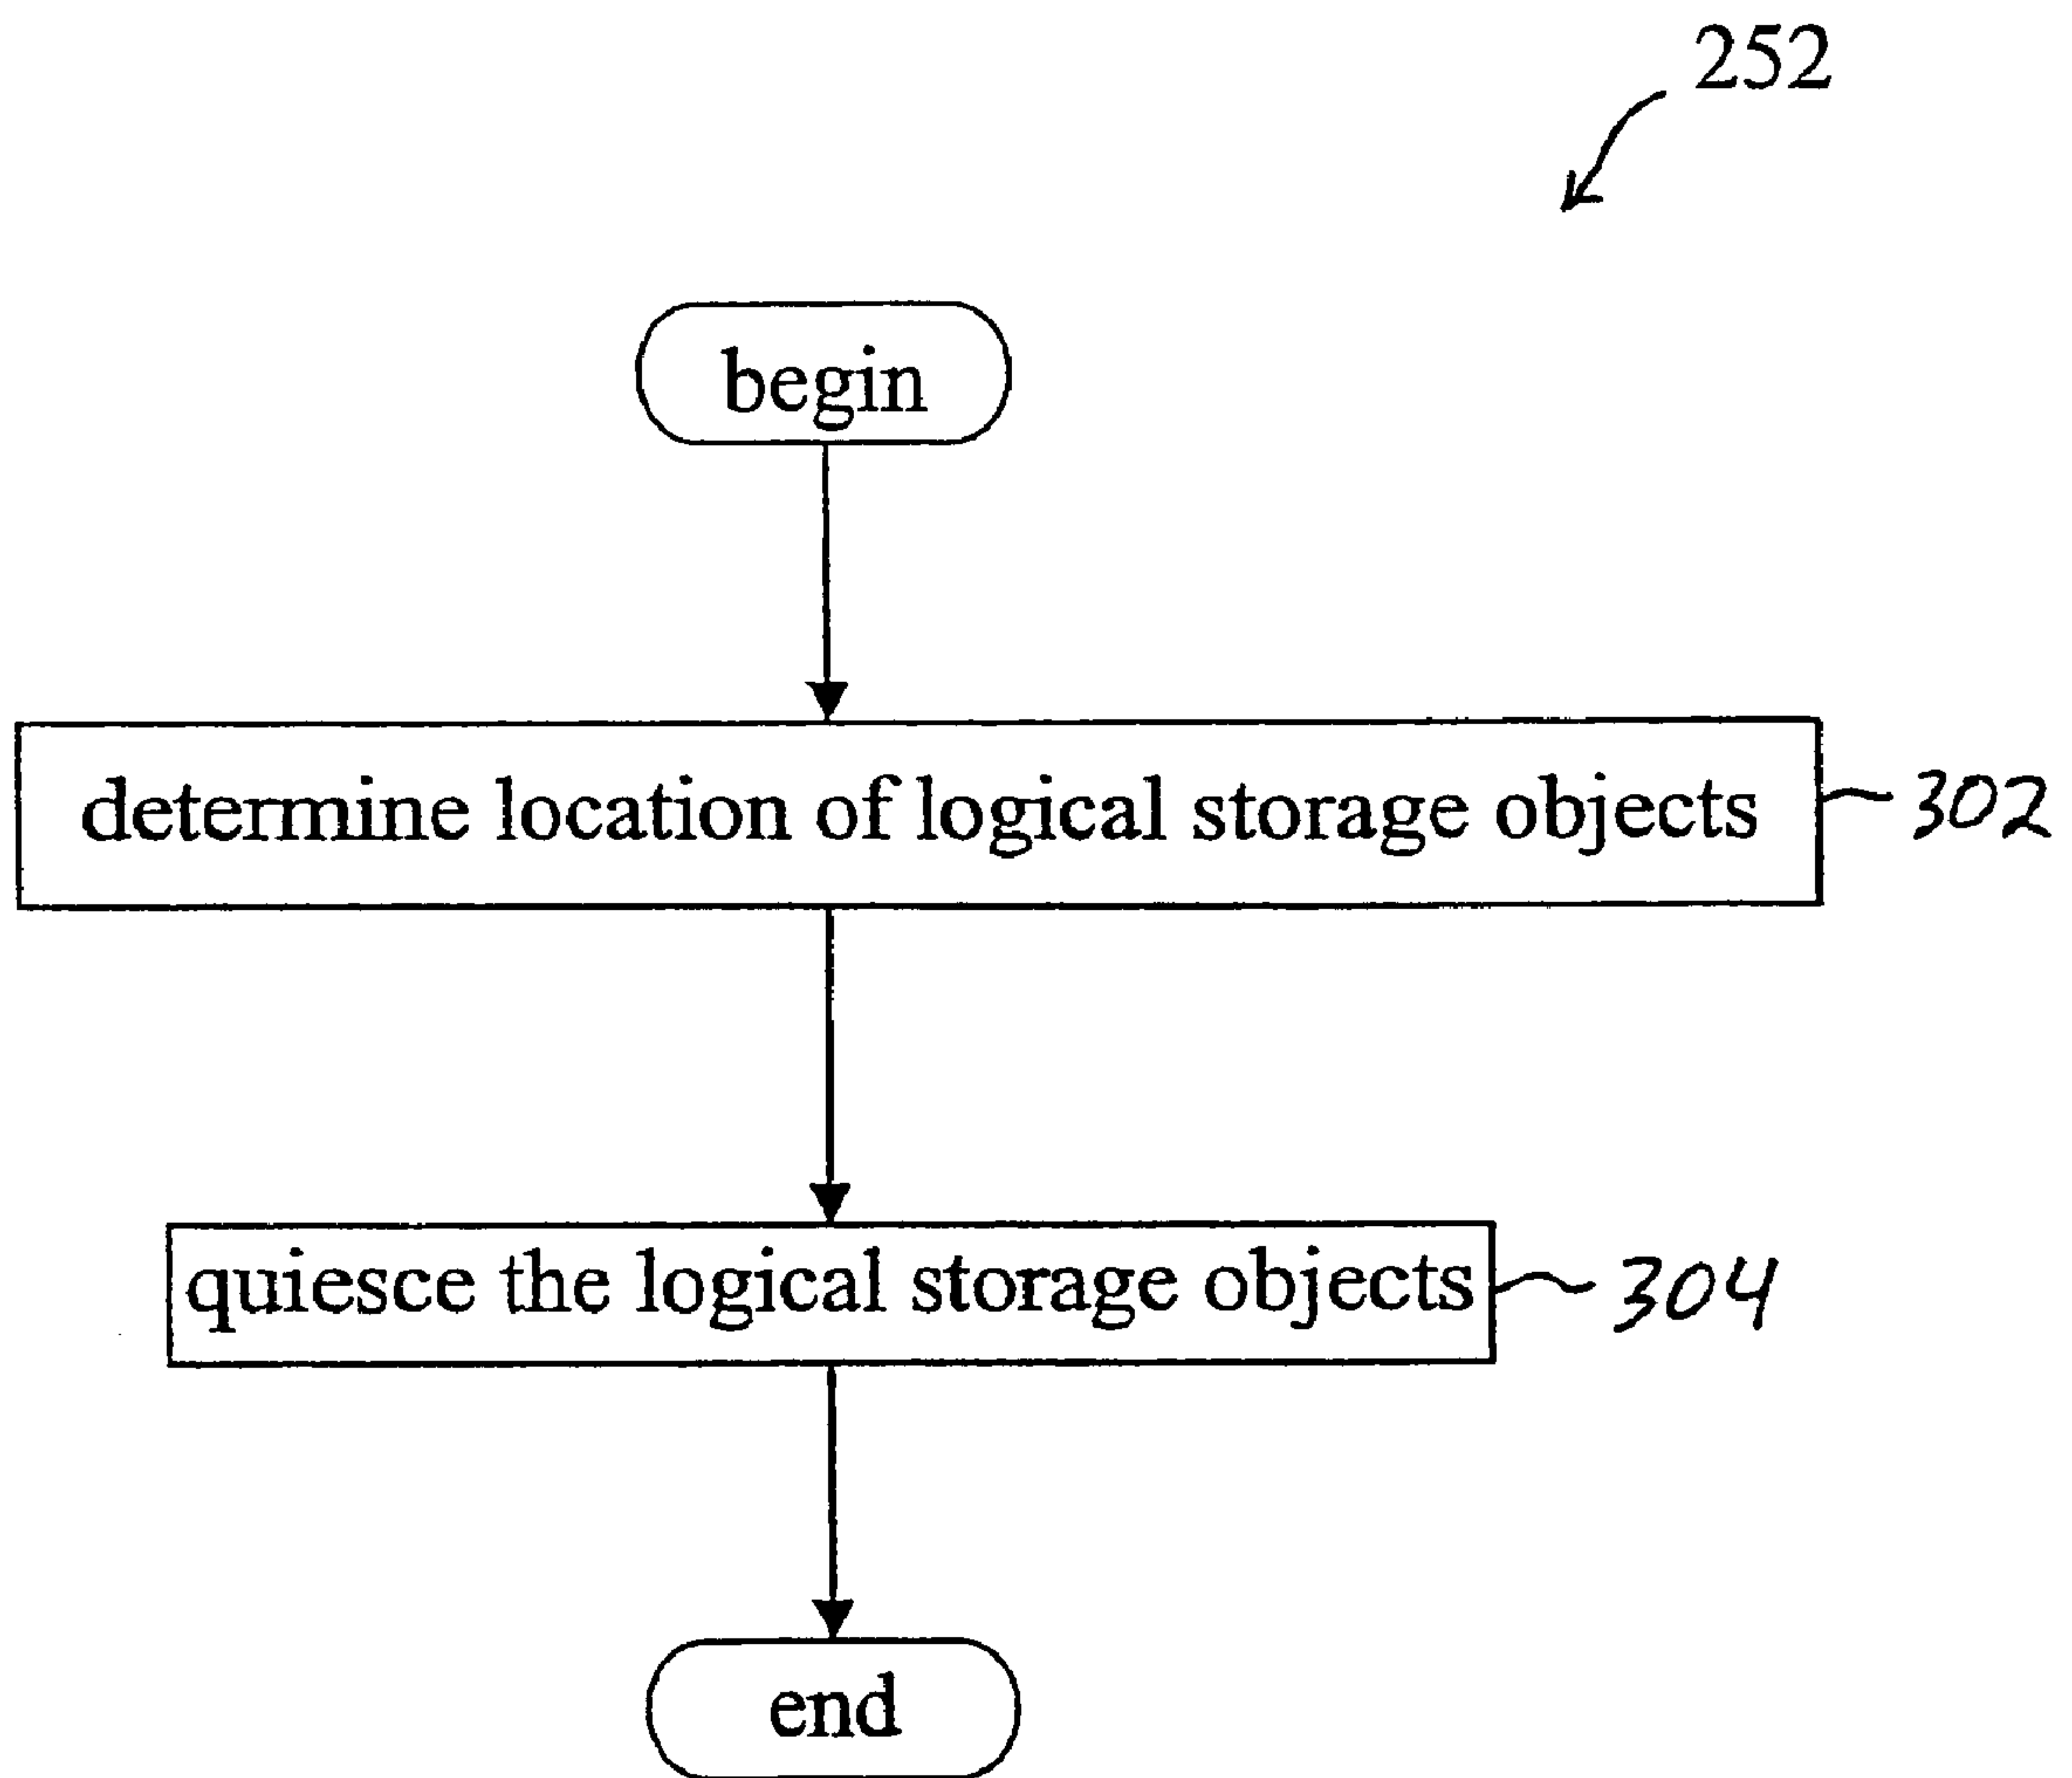 252
begin
determine location of logical storage objects
302
quiesce the logical storage objects
304
end